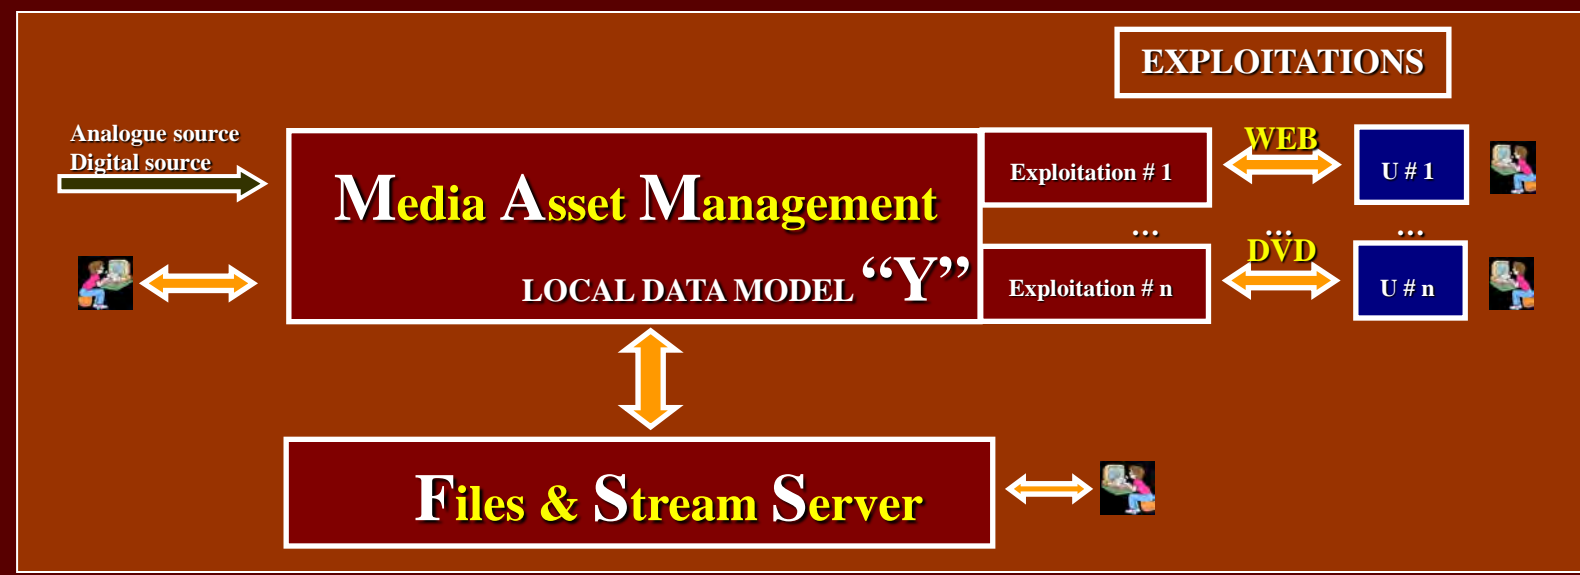 EXPLOITATIONS
Analogue source
Digital source
Media Asset Management
LOCAL DATA MODEL “Y”
Exploitation # 1
WEB
U # 1
... ... ...
Exploitation # n
DVD
U # n
Files & Stream Server